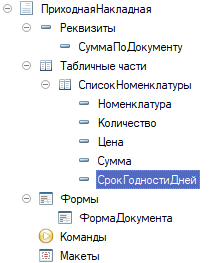 ПриходнаяНакладная
Реквизиты
СуммаПоДокументу
Табличные части
СписокНоменклатуры
Номенклатура
Количество
Цена
Сумма
СрокГодностиДней
Формы
ФормаДокумента
Команды
Макеты